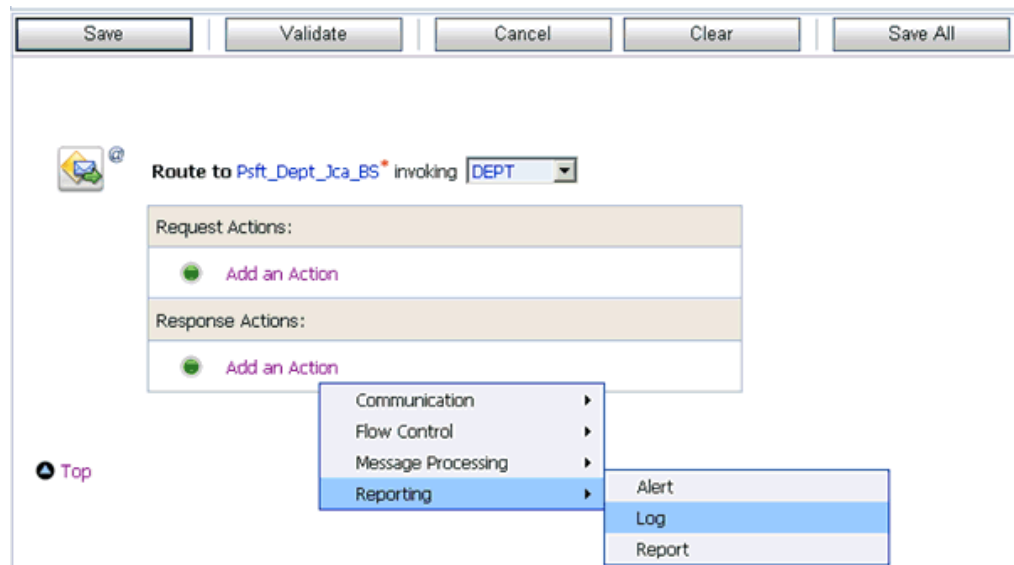 Save Validate Cancel Clear Save All
@
Route to Psft_Dept_Jca_BS* invoking DEPT
Request Actions:
Add an Action
Response Actions:
Add an Action
Communication
Flow Control
Message Processing
Top
Reporting
Alert
Log
Report